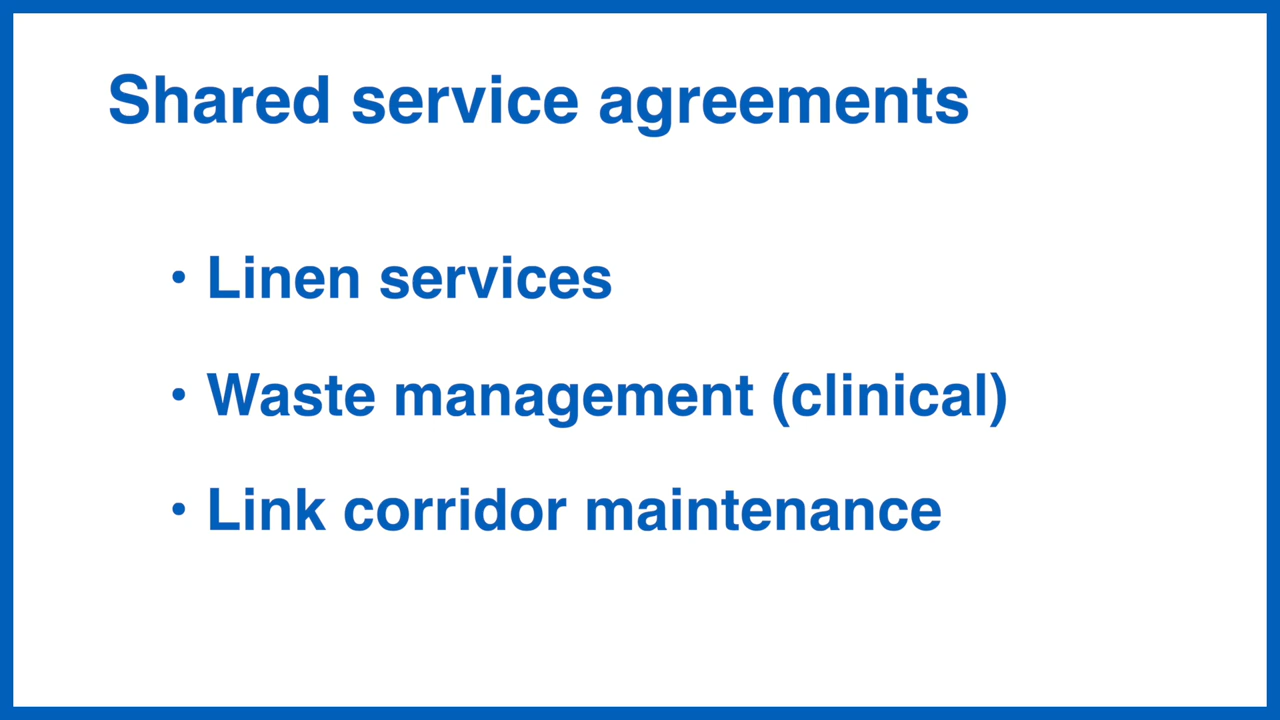 Shared service agreements
• Linen services
• Waste management (clinical)
• Link corridor maintenance